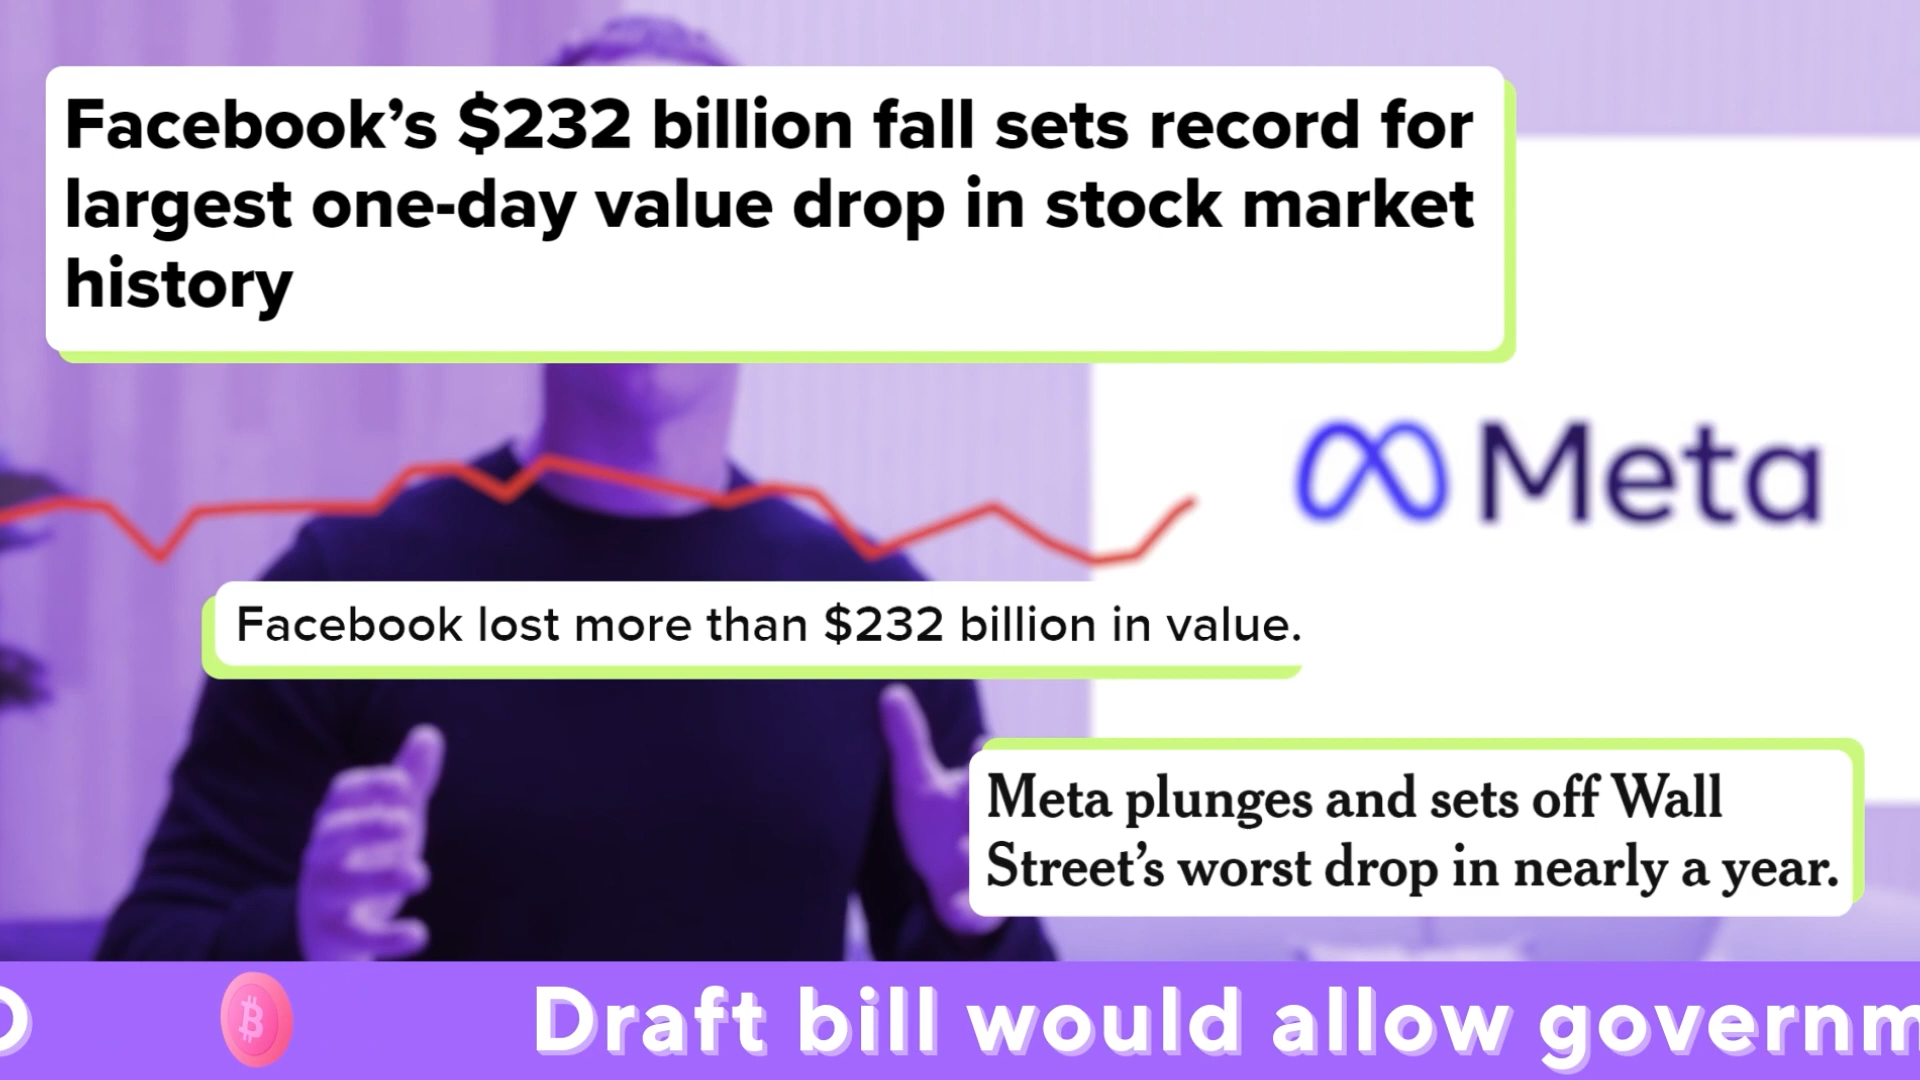 Facebook’s $232 billion fall sets record for
largest one-day value drop in stock market
history
Meta
Facebook lost more than $232 billion in value.
Meta plunges and sets off Wall
Street’s worst drop in nearly a year.
Draft bill would allow